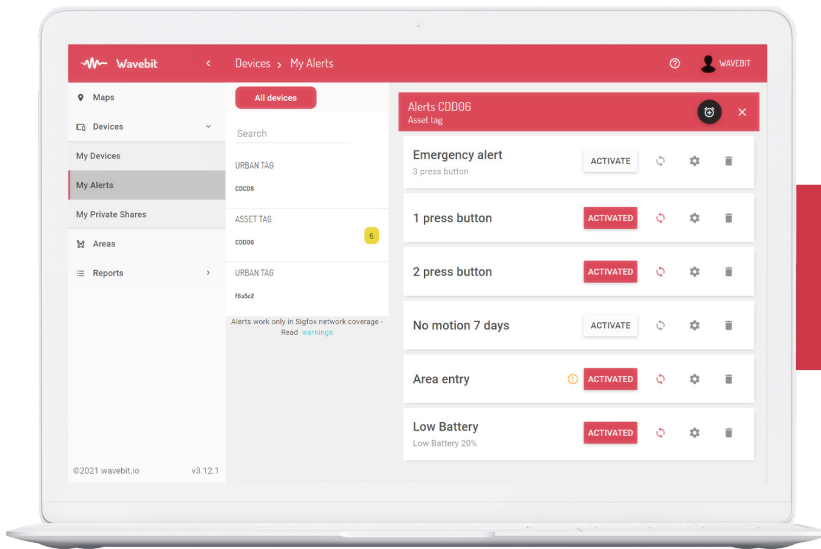 Wavebit
Devices > My Alerts
WAVEBIT
Maps
Devices
My Devices
My Alerts
My Private Shares
Areas
Reports
©2021 wavebit.io
v3.12.1
All devices
Search
URBAN TAG
CDCD8
ASSET TAG
CDD06
6
URBAN TAG
f6a5c2
Alerts work only in Sigfox network coverage -
Read warnings
Alerts CDD06
Asset tag
Emergency alert
3 press button
ACTIVATE
1 press button
ACTIVATED
2 press button
ACTIVATED
No motion 7 days
ACTIVATE
Area entry
ACTIVATED
Low Battery
Low Battery 20%
ACTIVATED